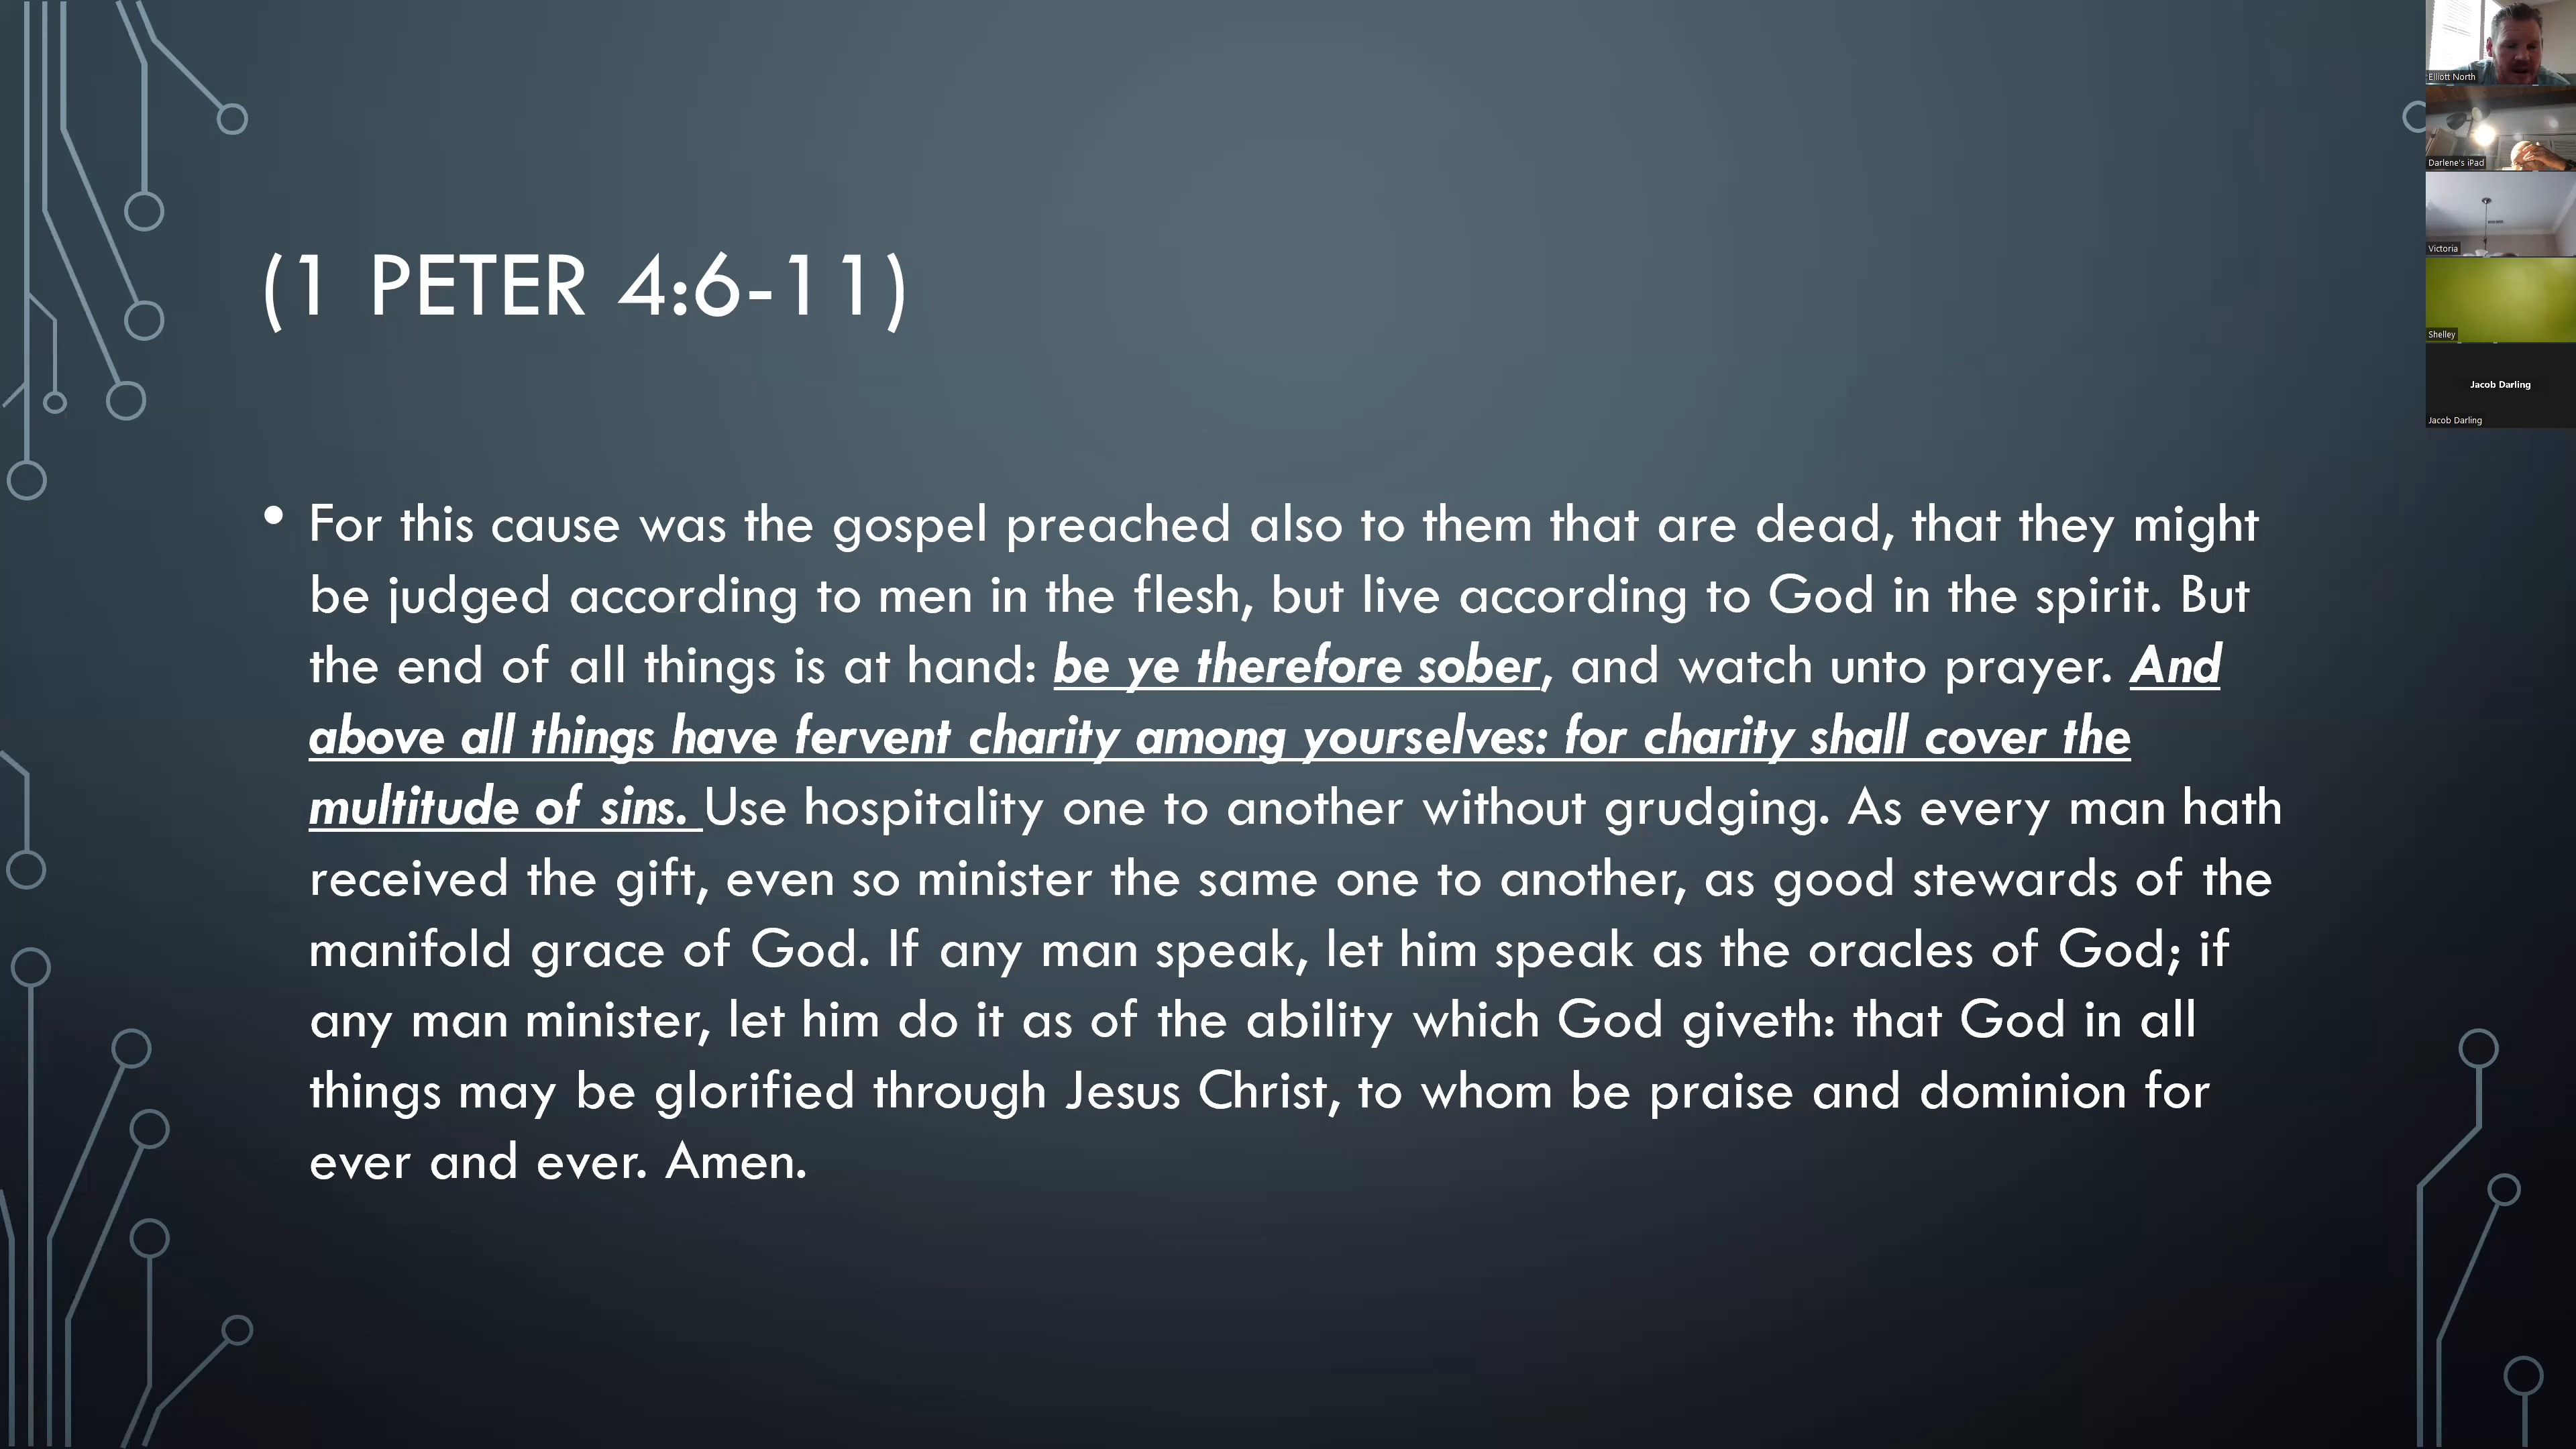 (1 PETER 4:6-11)
• For this cause was the gospel preached also to them that are dead, that they might
be judged according to men in the flesh, but live according to God in the spirit. But
the end of all things is at hand: be ye therefore sober, and watch unto prayer. And
above all things have fervent charity among yourselves: for charity shall cover the
multitude of sins. Use hospitality one to another without grudging. As every man hath
received the gift, even so minister the same one to another, as good stewards of the
manifold grace of God. If any man speak, let him speak as the oracles of God; if
any man minister, let him do it as of the ability which God giveth: that God in all
things may be glorified through Jesus Christ, to whom be praise and dominion for
ever and ever. Amen.
Elliott North
Darlene's iPad
Victoria
Shelley
Jacob Darling
Jacob Darling